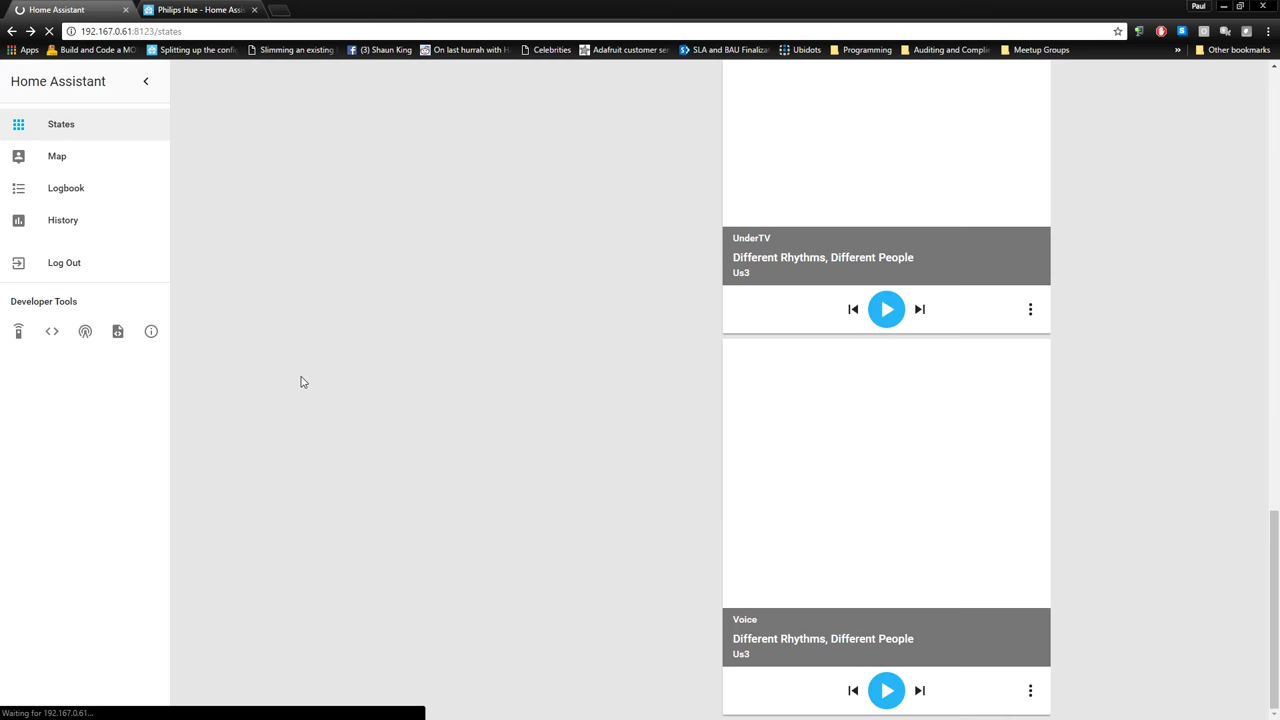 Home Assistant
Philips Hue - Home Assi
Paul
192.167.0.61:8123/states
Apps
Build and Code a MO
Splitting up the confi
Slimming an existing
(3) Shaun King
On last hurrah with H
Celebrities
Adafruit customer se
SLA and BAU Finaliza
Ubidots
Programming
Auditing and Complia
Meetup Groups
»
Other bookmarks
Home Assistant
States
Map
Logbook
History
Log Out
Developer Tools
UnderTV
Different Rhythms, Different People
Us3
Voice
Different Rhythms, Different People
Us3
Waiting for 192.167.0.61...